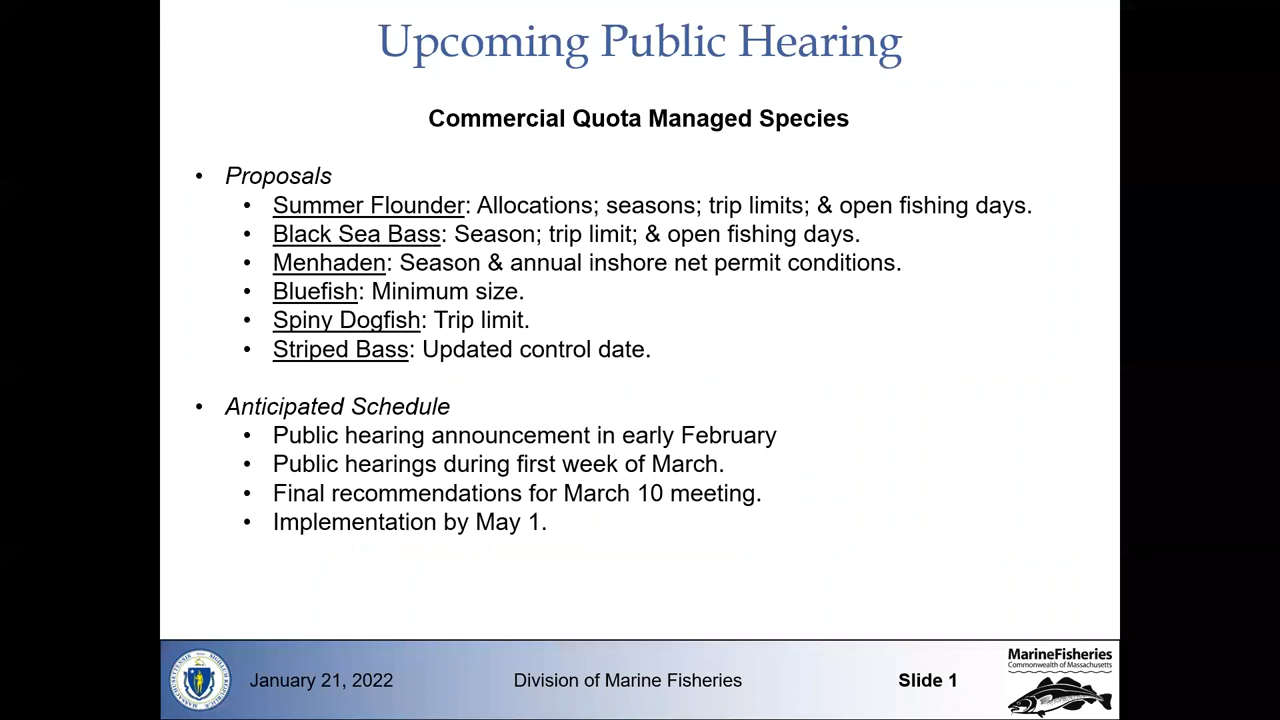 Upcoming Public Hearing
Commercial Quota Managed Species
• Proposals
• Summer Flounder: Allocations; seasons; trip limits; & open fishing days.
• Black Sea Bass: Season; trip limit; & open fishing days.
• Menhaden: Season & annual inshore net permit conditions.
• Bluefish: Minimum size.
• Spiny Dogfish: Trip limit.
• Striped Bass: Updated control date.
• Anticipated Schedule
• Public hearing announcement in early February
• Public hearings during first week of March.
• Final recommendations for March 10 meeting.
• Implementation by May 1.
January 21, 2022
Division of Marine Fisheries
Slide 1
MarineFisheries
Commonwealth of Massachusetts